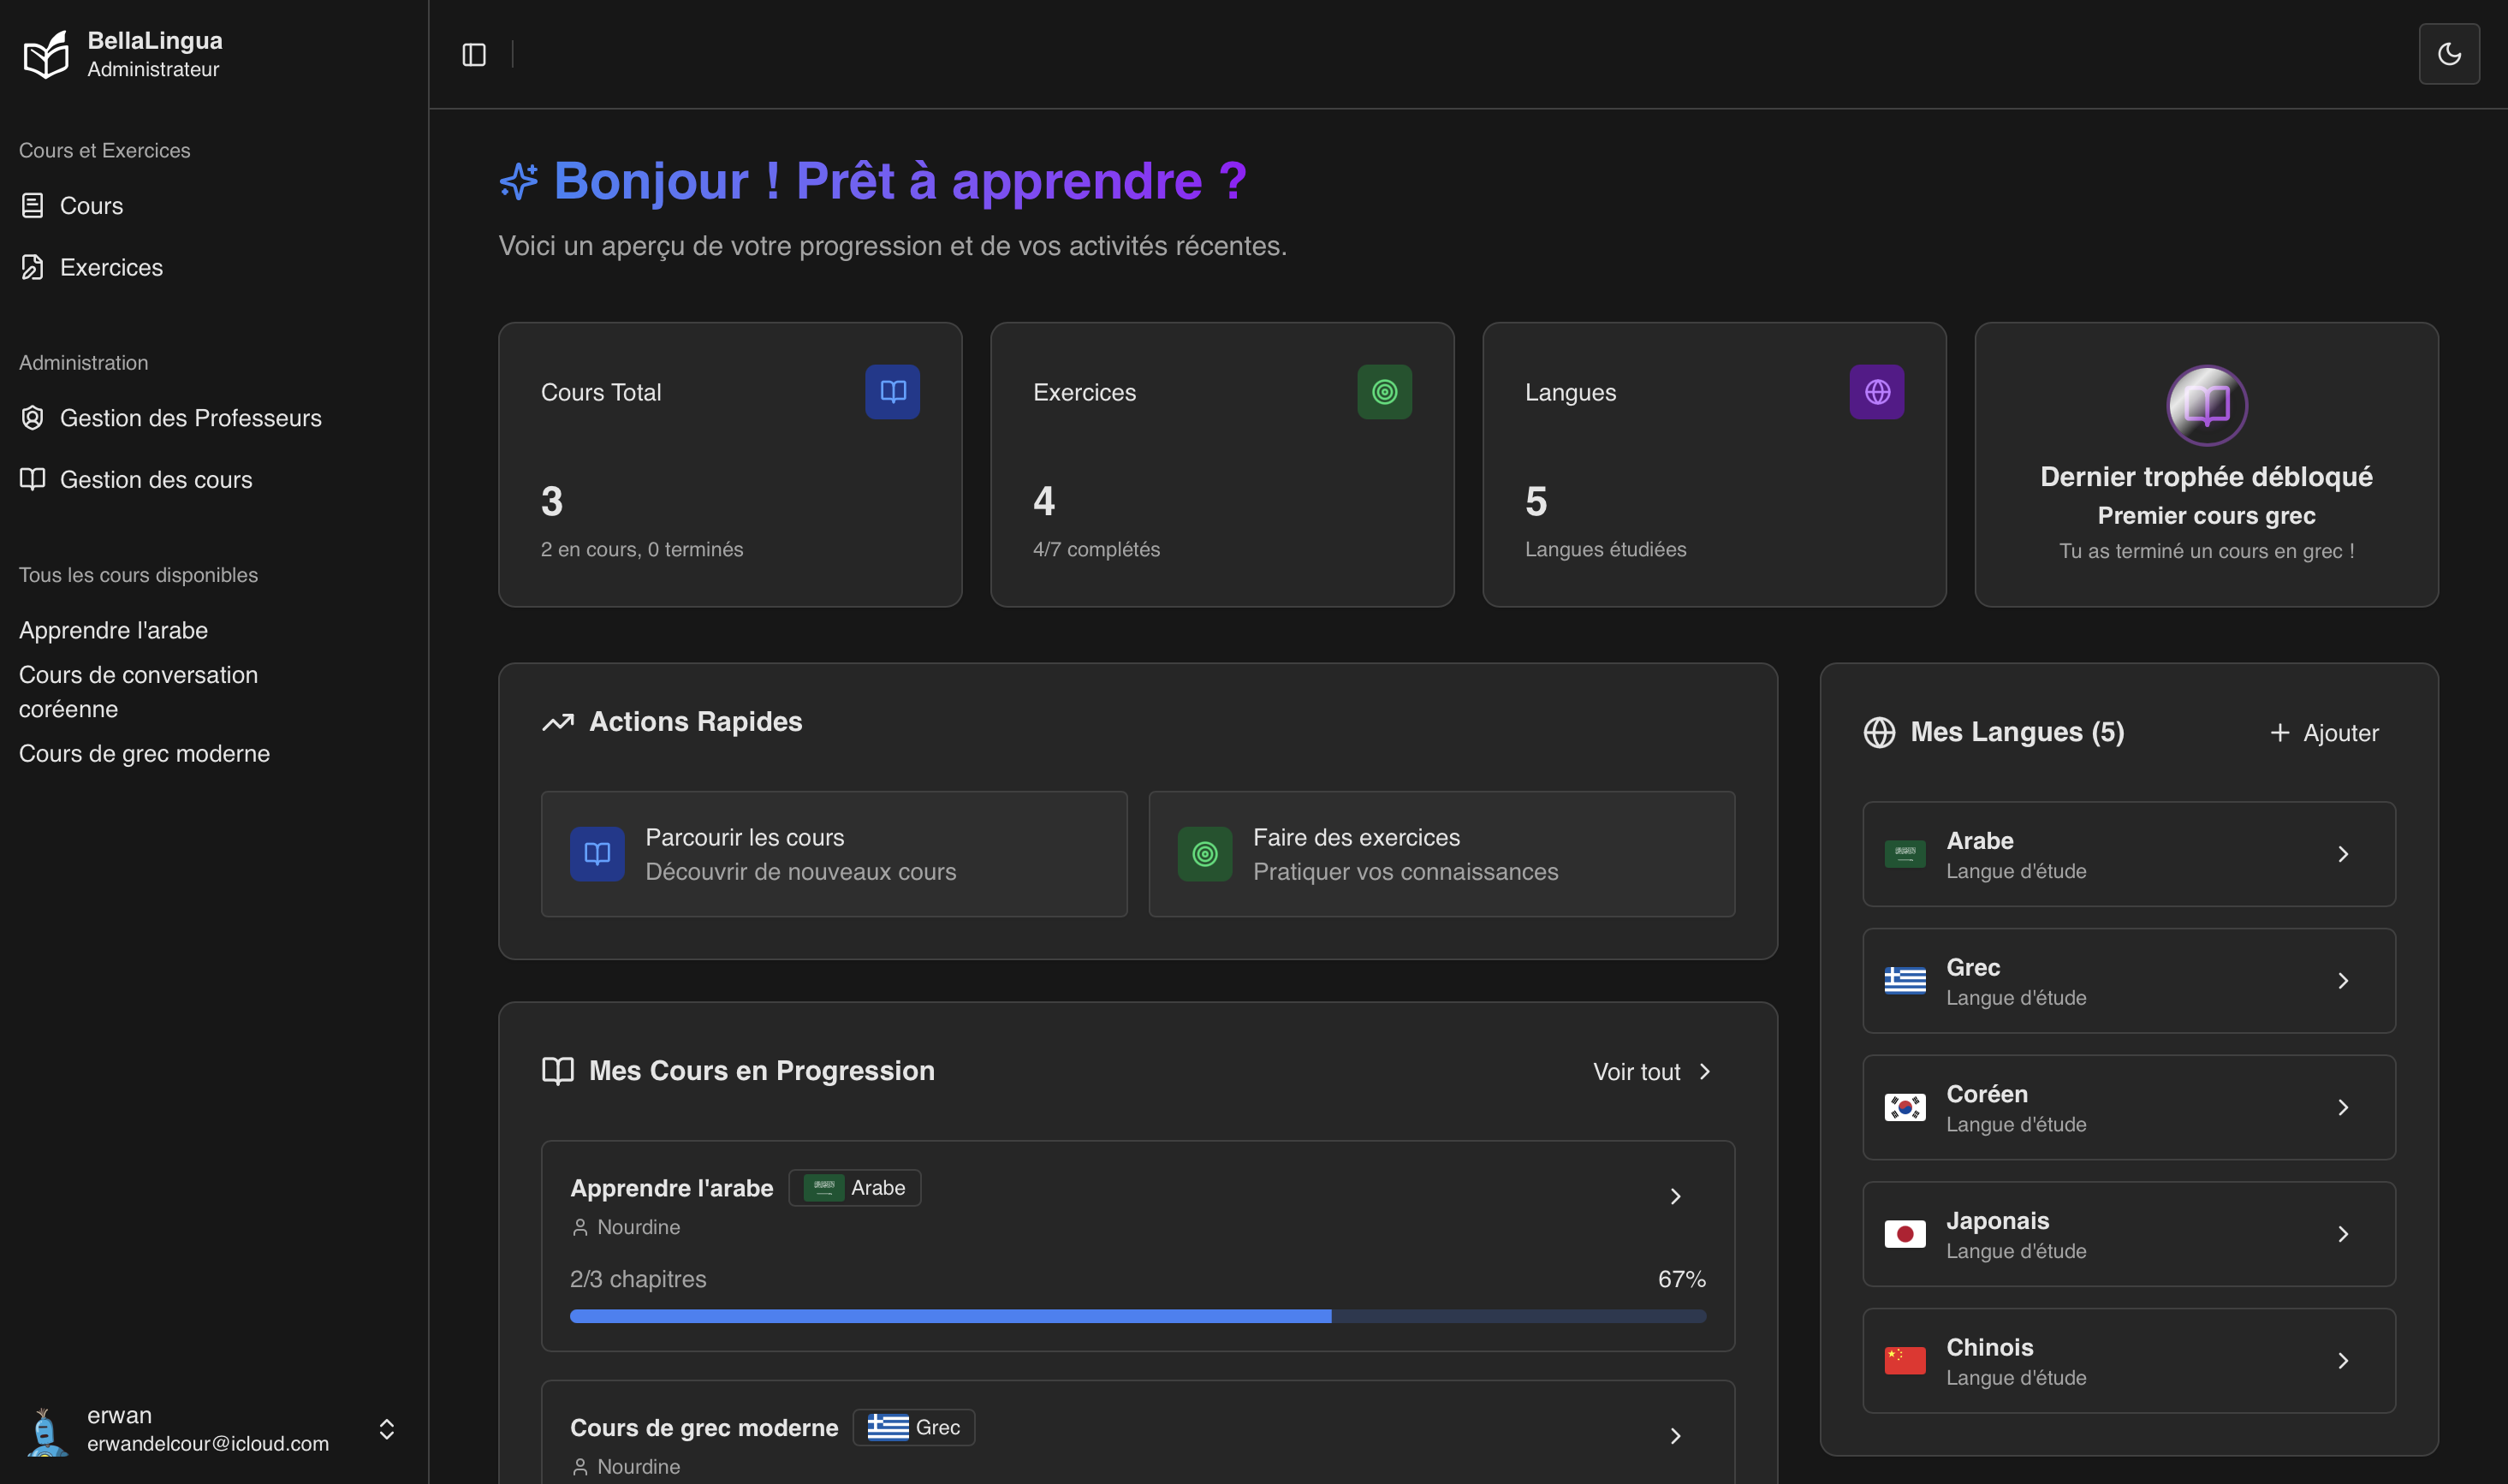 BellaLingua
Administrateur
Cours et Exercices
Cours
Exercices
Administration
Gestion des Professeurs
Gestion des cours
Tous les cours disponibles
Apprendre l'arabe
Cours de conversation
coréenne
Cours de grec moderne
erwan
erwandelcour@icloud.com
Bonjour ! Prêt à apprendre ?
Voici un aperçu de votre progression et de vos activités récentes.
Cours Total
3
2 en cours, 0 terminés
Exercices
4
4/7 complétés
Langues
5
Langues étudiées
Dernier trophée débloqué
Premier cours grec
Tu as terminé un cours en grec !
Actions Rapides
Parcourir les cours
Découvrir de nouveaux cours
Faire des exercices
Pratiquer vos connaissances
Mes Cours en Progression
Voir tout
Apprendre l'arabe
Arabe
Nourdine
2/3 chapitres
67%
Cours de grec moderne
Grec
Nourdine
Mes Langues (5)
Ajouter
Arabe
Langue d'étude
Grec
Langue d'étude
Coréen
Langue d'étude
Japonais
Langue d'étude
Chinois
Langue d'étude